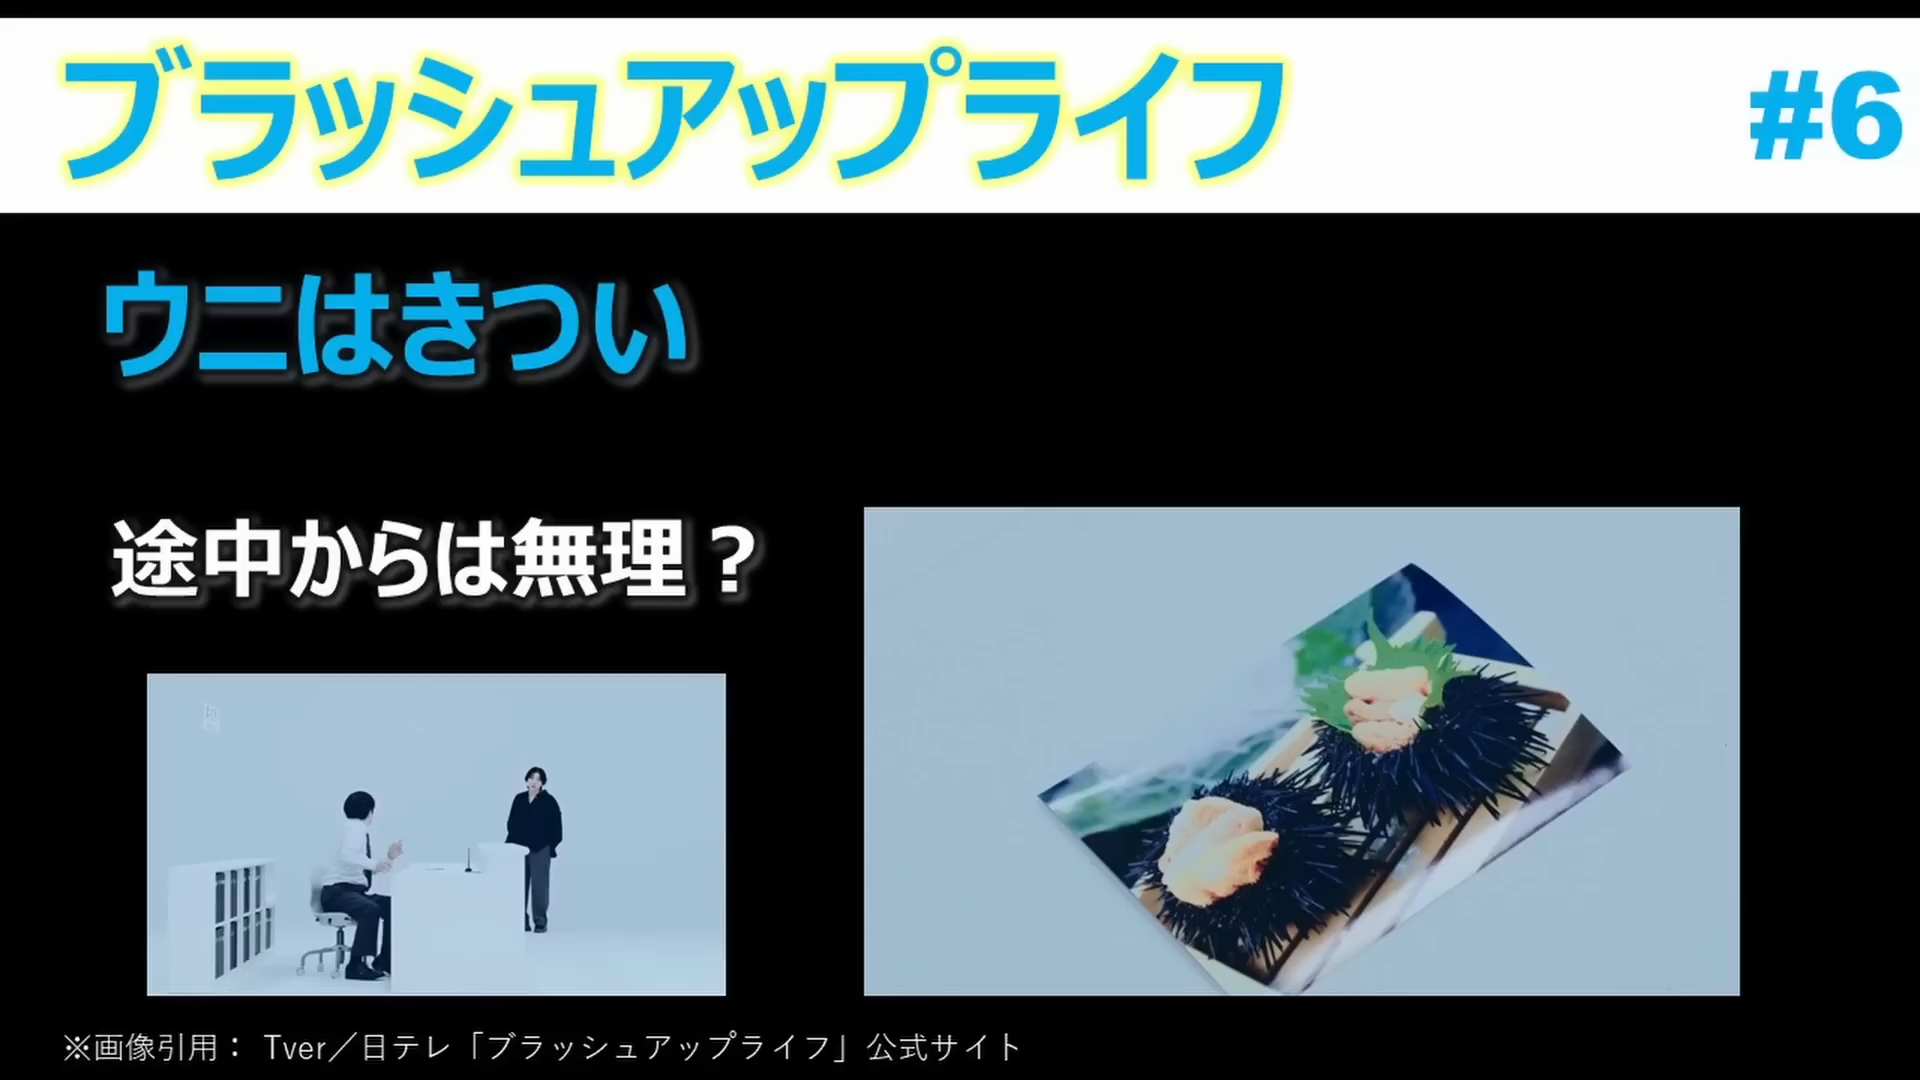 ブラッシュアップライフ
#6
ウニはきつい
途中からは無理？
※画像引用： Tver／日テレ「ブラッシュアップライフ」公式サイト